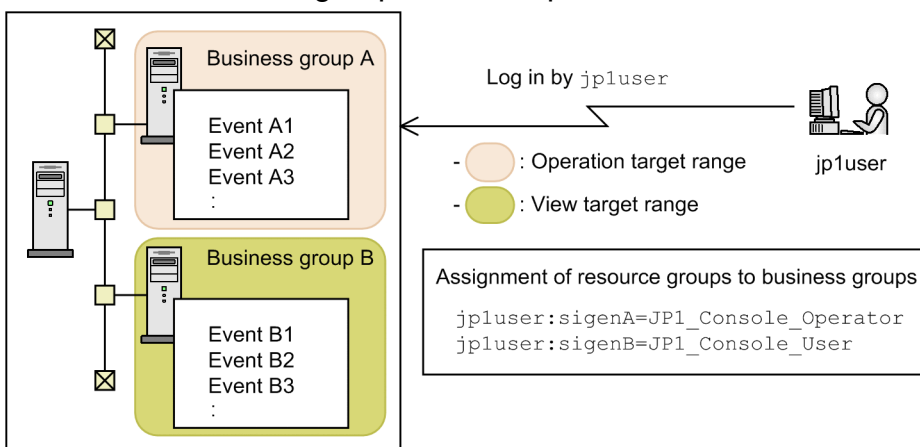 Business group A
Event A1
Event A2
Event A3
:
Business group B
Event B1
Event B2
Event B3
:
Log in by jp1user
jp1user
- : Operation target range
- : View target range
Assignment of resource groups to business groups
jp1user:sigenA=JP1_Console_Operator
jp1user:sigenB=JP1_Console_User